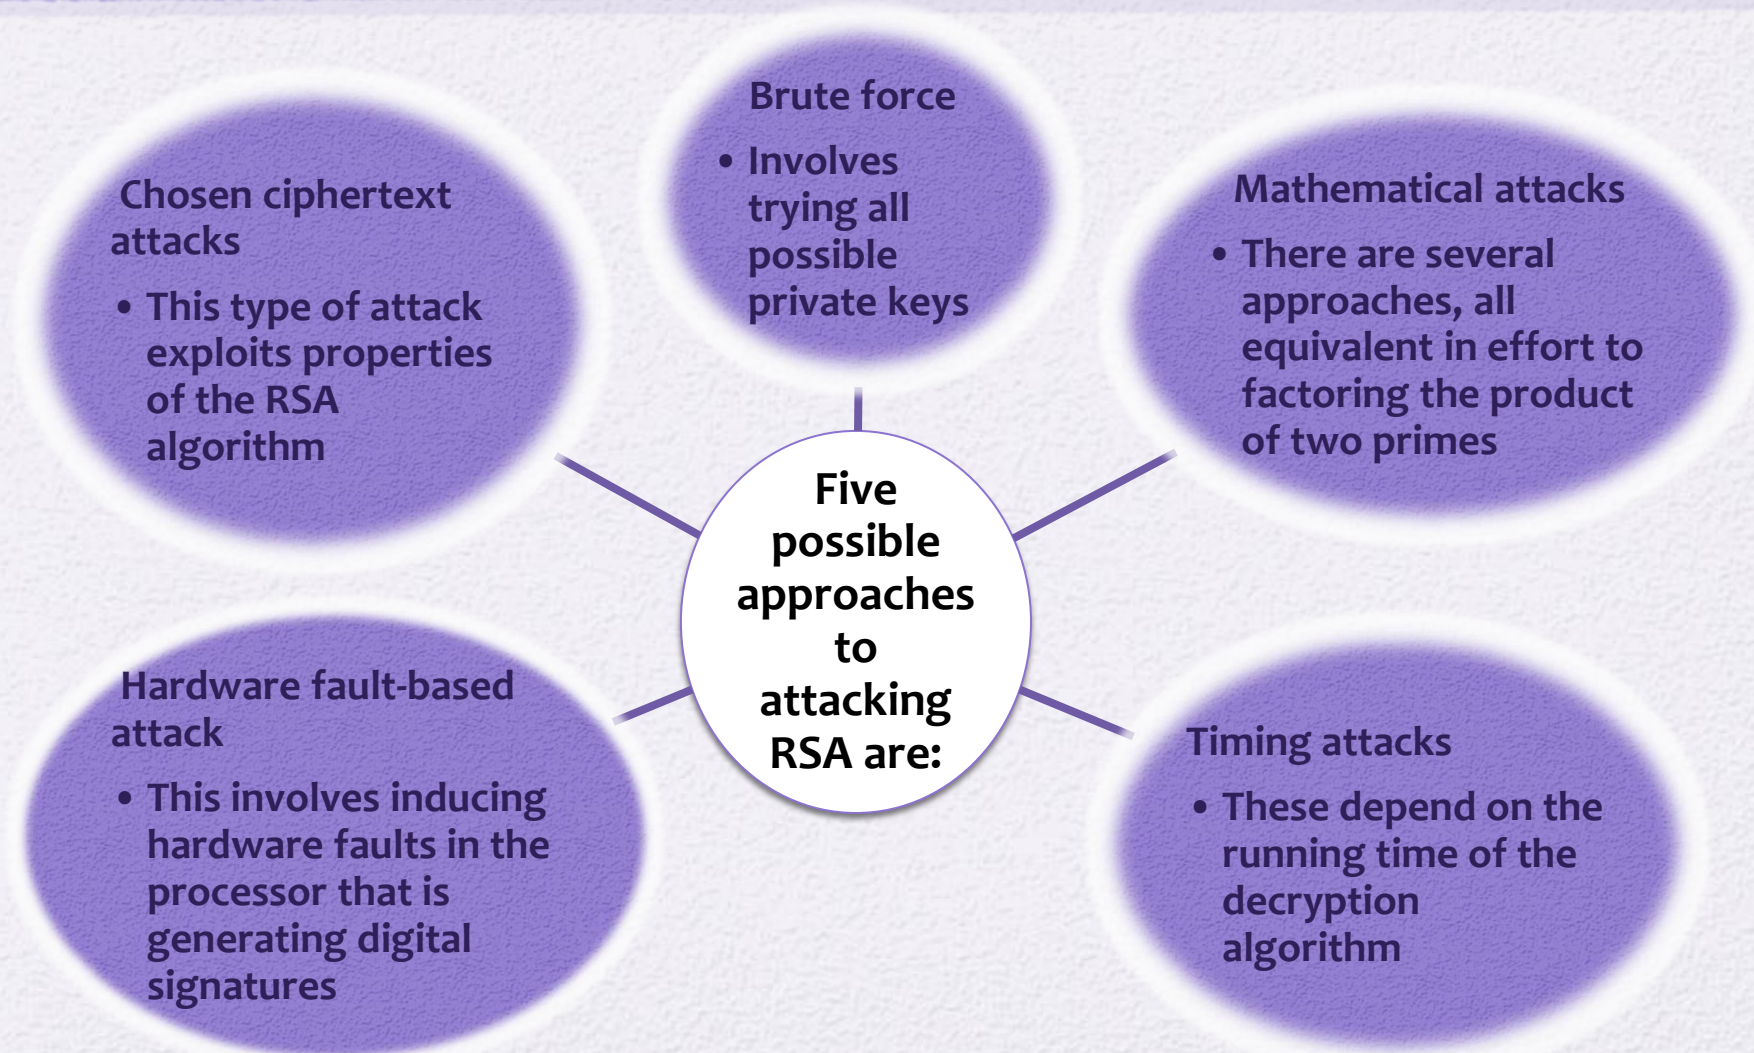 Brute force
• Involves
trying all
possible
private keys
Mathematical attacks
• There are several
approaches, all
equivalent in effort to
factoring the product
of two primes
Timing attacks
• These depend on the
running time of the
decryption
algorithm
Hardware fault-based
attack
• This involves inducing
hardware faults in the
processor that is
generating digital
signatures
Chosen ciphertext
attacks
• This type of attack
exploits properties
of the RSA
algorithm
Five
possible
approaches
to
attacking
RSA are: